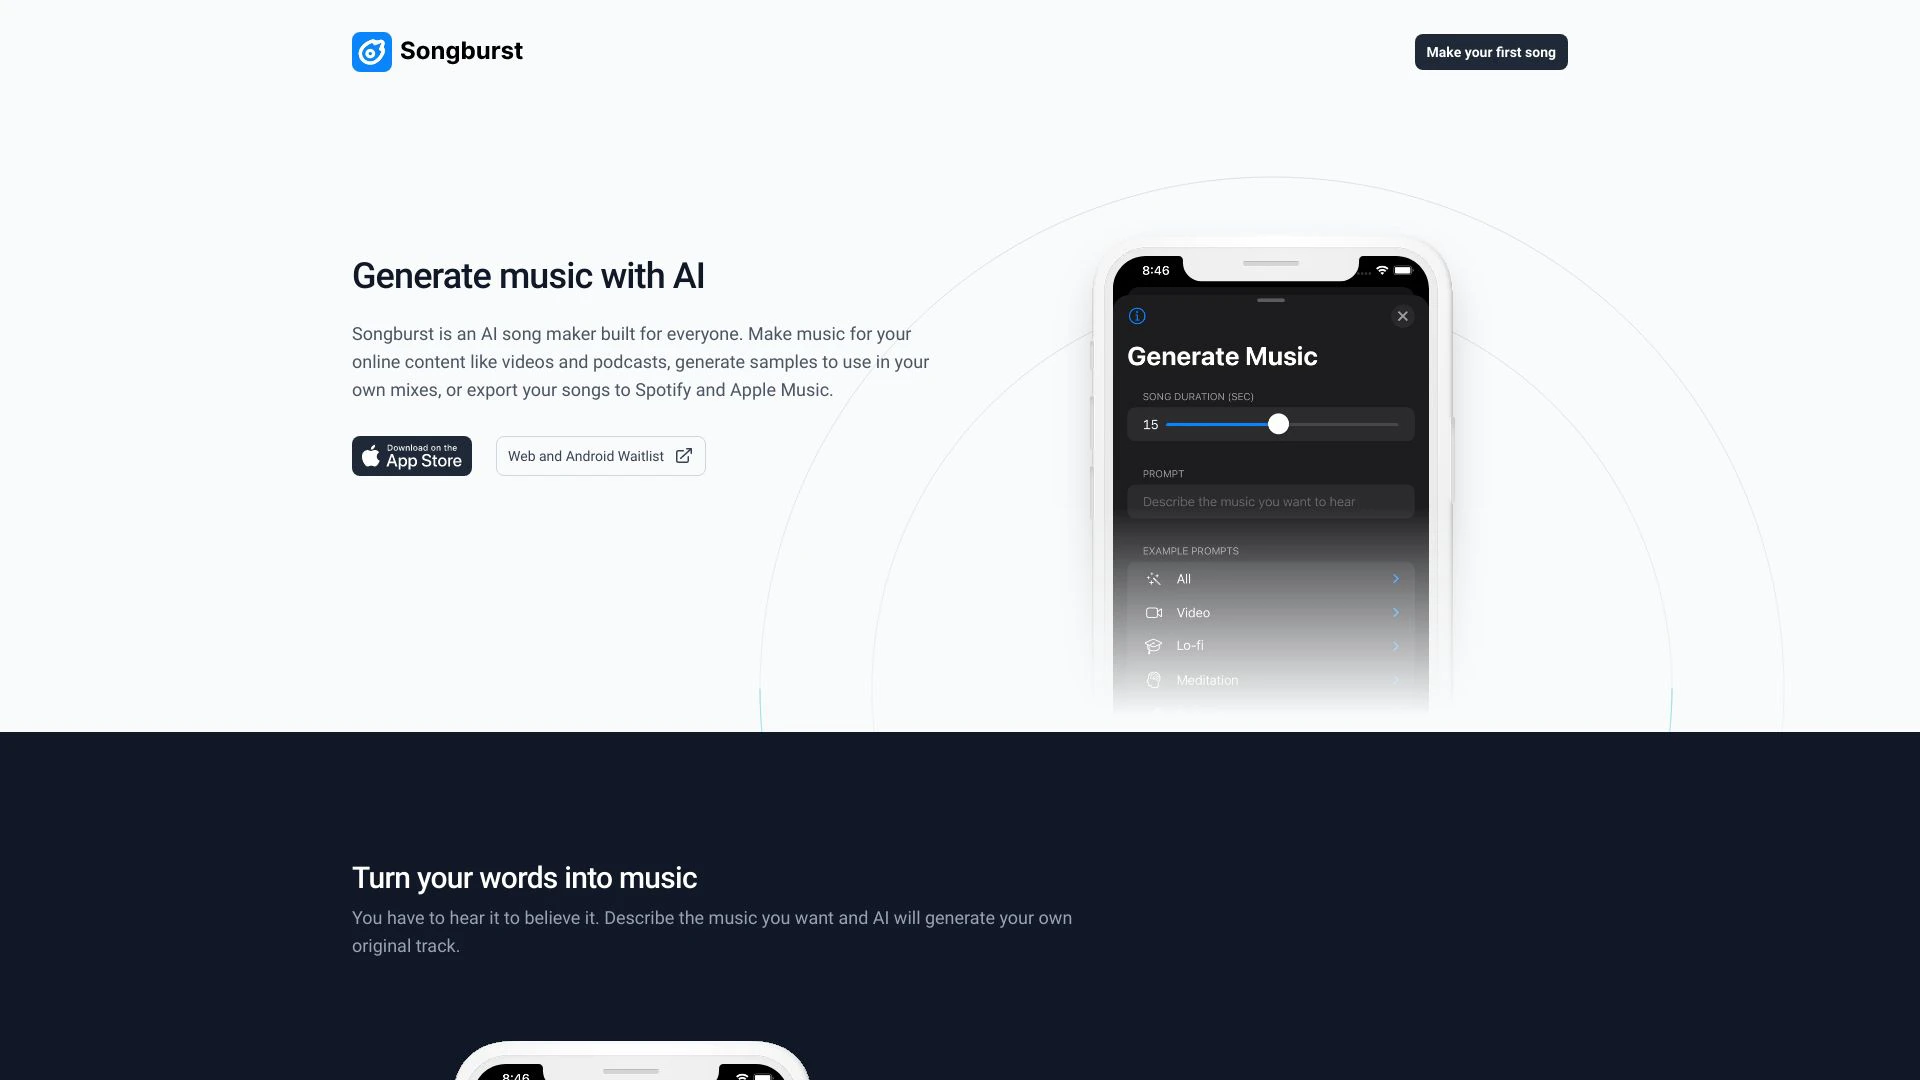 Songburst
Make your first song
Generate music with AI
Songburst is an AI song maker built for everyone. Make music for your
online content like videos and podcasts, generate samples to use in your
own mixes, or export your songs to Spotify and Apple Music.
Download on the
App Store
Web and Android Waitlist
8:46
Generate Music
SONG DURATION (SEC)
15
PROMPT
Describe the music you want to hear
EXAMPLE PROMPTS
All
Video
Lo-fi
Meditation
Turn your words into music
You have to hear it to believe it. Describe the music you want and AI will generate your own
original track.
8:46